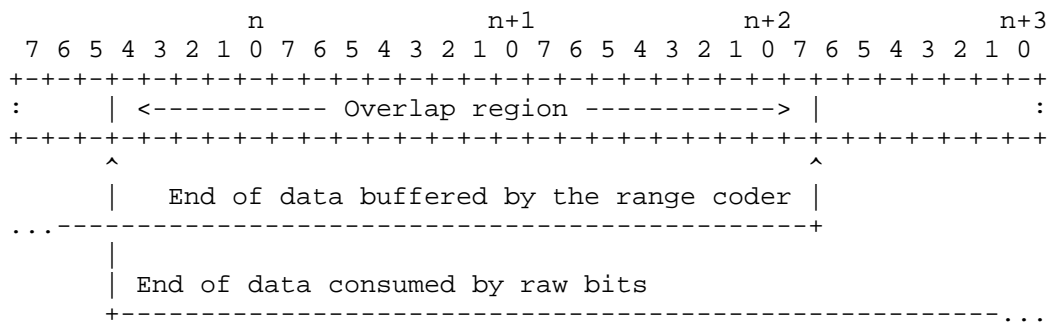 n              n+1             n+2             n+3
 7 6 5 4 3 2 1 0 7 6 5 4 3 2 1 0 7 6 5 4 3 2 1 0 7 6 5 4 3 2 1 0
+-+-+-+-+-+-+-+-+-+-+-+-+-+-+-+-+-+-+-+-+-+-+-+-+-+-+-+-+-+-+-+-+
:     | <----------- Overlap region ------------> |             :
+-+-+-+-+-+-+-+-+-+-+-+-+-+-+-+-+-+-+-+-+-+-+-+-+-+-+-+-+-+-+-+-+
      ^                                           ^
      |   End of data buffered by the range coder |
...-----------------------------------------------+
      |
      | End of data consumed by raw bits
      +-------------------------------------------------------...